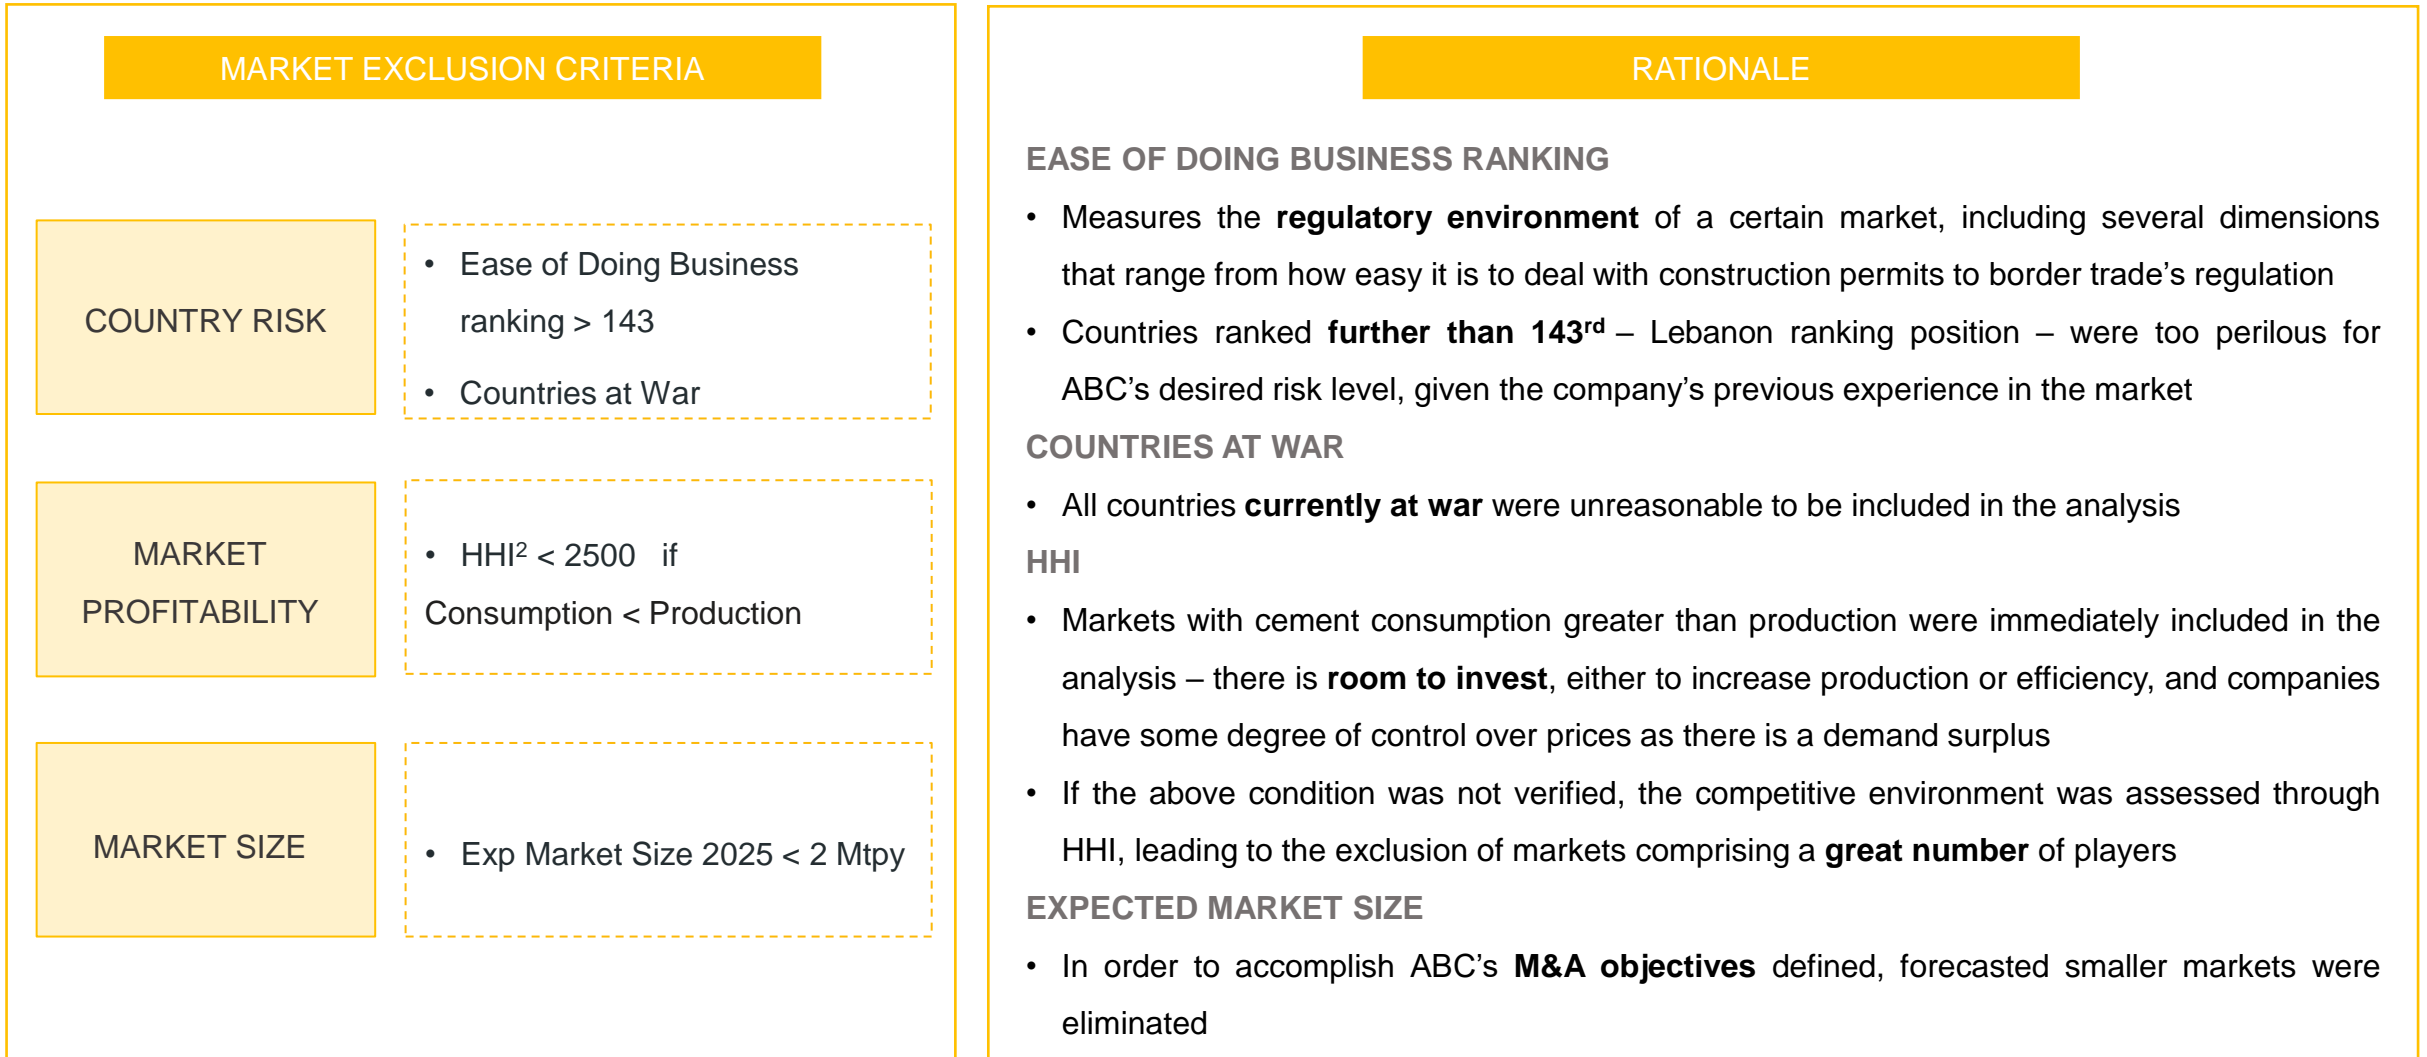 MARKET EXCLUSION CRITERIA
COUNTRY RISK
• Ease of Doing Business
ranking > 143
• Countries at War
MARKET
PROFITABILITY
• HHI² < 2500 if
Consumption < Production
MARKET SIZE
• Exp Market Size 2025 < 2 Mtpy
RATIONALE
EASE OF DOING BUSINESS RANKING
• Measures the regulatory environment of a certain market, including several dimensions
that range from how easy it is to deal with construction permits to border trade’s regulation
• Countries ranked further than 143rd – Lebanon ranking position – were too perilous for
ABC’s desired risk level, given the company’s previous experience in the market
COUNTRIES AT WAR
• All countries currently at war were unreasonable to be included in the analysis
HHI
• Markets with cement consumption greater than production were immediately included in the
analysis – there is room to invest, either to increase production or efficiency, and companies
have some degree of control over prices as there is a demand surplus
• If the above condition was not verified, the competitive environment was assessed through
HHI, leading to the exclusion of markets comprising a great number of players
EXPECTED MARKET SIZE
• In order to accomplish ABC’s M&A objectives defined, forecasted smaller markets were
eliminated